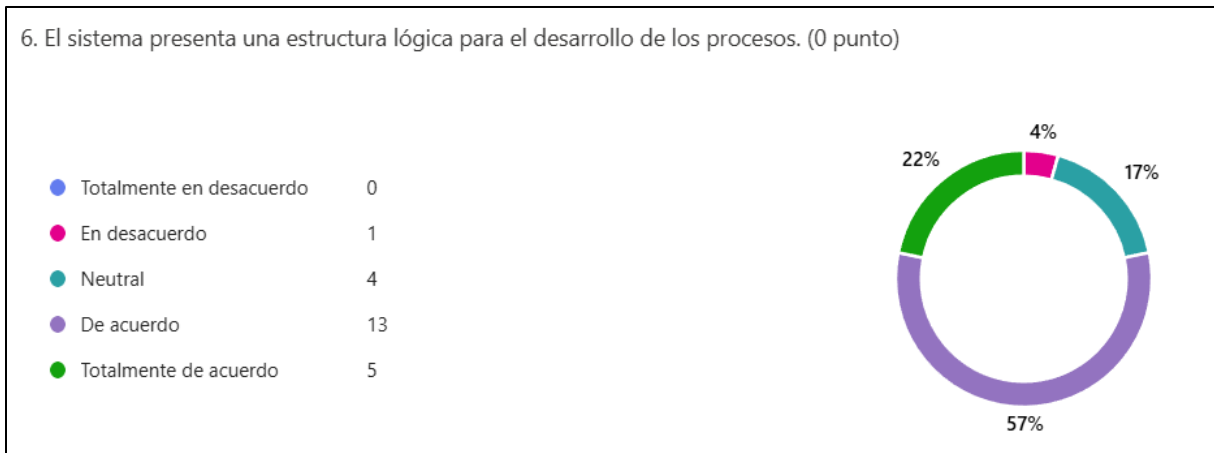 6. El sistema presenta una estructura lógica para el desarrollo de los procesos. (0 punto)
Totalmente en desacuerdo 0
En desacuerdo 1
Neutral 4
De acuerdo 13
Totalmente de acuerdo 5
4%
22%
17%
57%